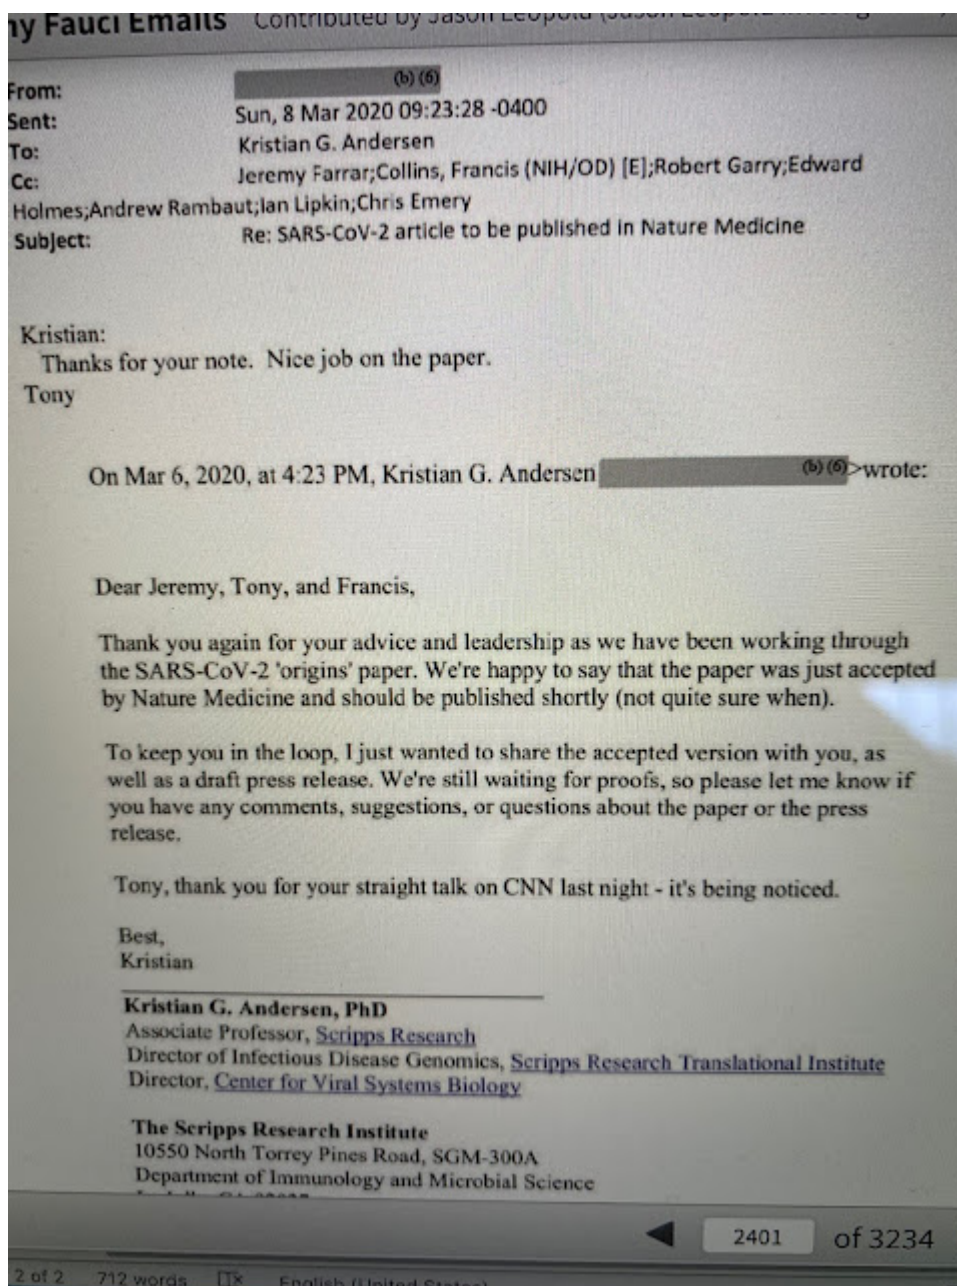 ny Fauci Emails Contributed by Jason Leopold (Jason Leopold
(b) (6)
From:
Sent: Sun, 8 Mar 2020 09:23:28 -0400
To: Kristian G. Andersen
Cc: Jeremy Farrar;Collins, Francis (NIH/OD) [E];Robert Garry;Edward
Holmes;Andrew Rambaut;Ian Lipkin;Chris Emery
Subject: Re: SARS-CoV-2 article to be published in Nature Medicine
Kristian:
Thanks for your note. Nice job on the paper.
Tony
On Mar 6, 2020, at 4:23 PM, Kristian G. Andersen (b) (6)>wrote:
Dear Jeremy, Tony, and Francis,
Thank you again for your advice and leadership as we have been working through
the SARS-CoV-2 'origins' paper. We're happy to say that the paper was just accepted
by Nature Medicine and should be published shortly (not quite sure when).
To keep you in the loop, I just wanted to share the accepted version with you, as
well as a draft press release. We're still waiting for proofs, so please let me know if
you have any comments, suggestions, or questions about the paper or the press
release.
Tony, thank you for your straight talk on CNN last night - it's being noticed.
Best,
Kristian
Kristian G. Andersen, PhD
Associate Professor, Scripps Research
Director of Infectious Disease Genomics, Scripps Research Translational Institute
Director, Center for Viral Systems Biology
The Scripps Research Institute
10550 North Torrey Pines Road, SGM-300A
Department of Immunology and Microbial Science
2401 of 3234
2 of 2 712 words English (United States)